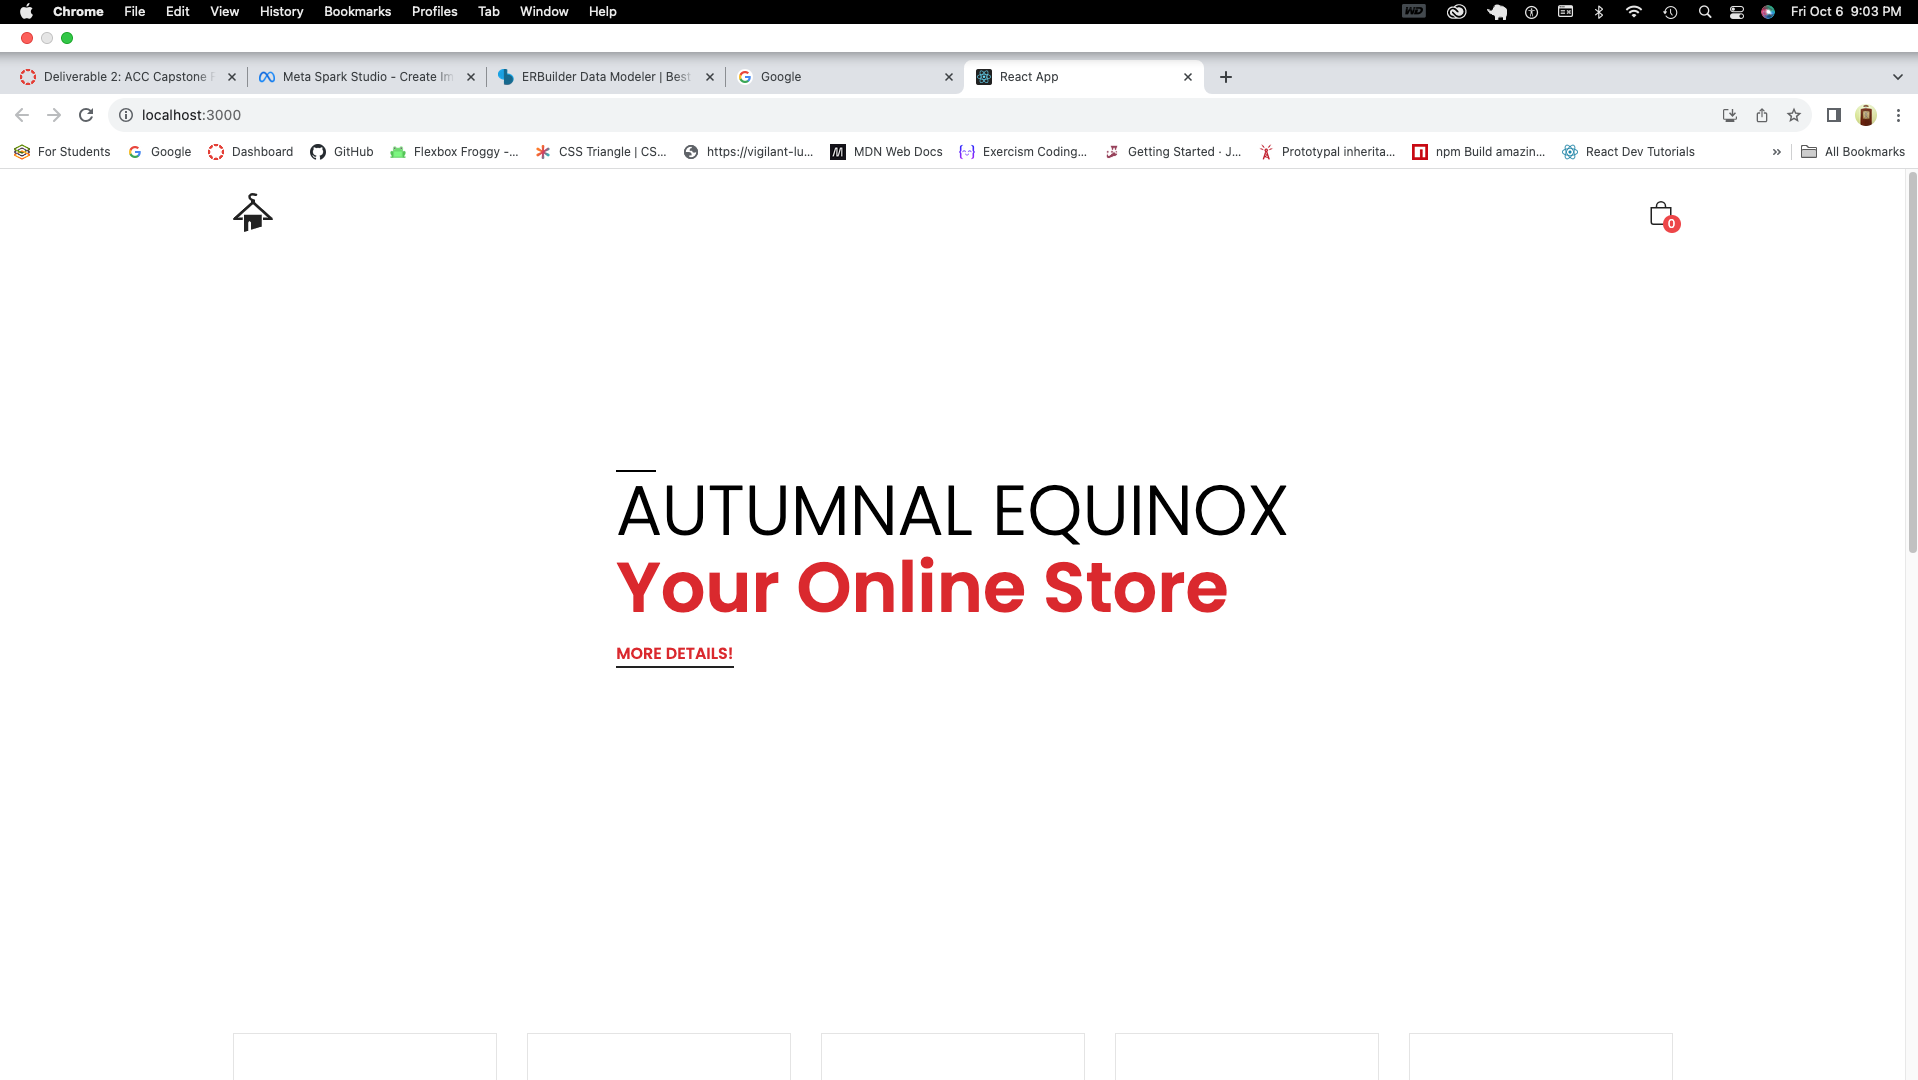 Chrome File Edit View History Bookmarks Profiles Tab Window Help WD Fri Oct 6 9:03 PM
Deliverable 2: ACC Capstone Meta Spark Studio - Create Im ERBuilder Data Modeler | Best Google React App
localhost:3000
For Students Google Dashboard GitHub Flexbox Froggy -... CSS Triangle | CS... https://vigilant-lu... MDN Web Docs Exercism Coding... Getting Started · J... Prototypal inherita... npm Build amazin... React Dev Tutorials » All Bookmarks
0
AUTUMNAL EQUINOX
Your Online Store
MORE DETAILS!